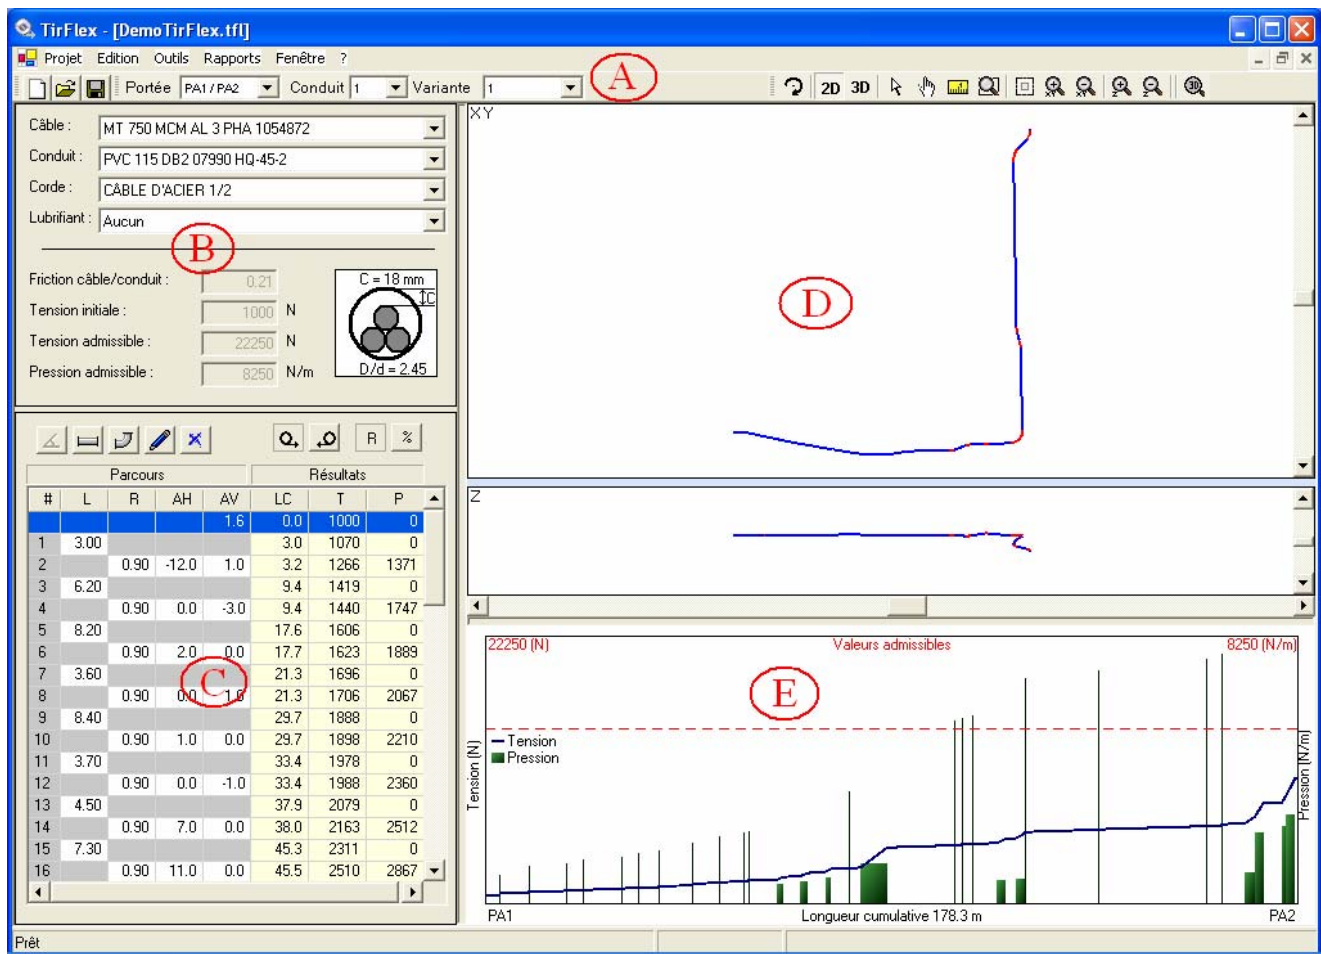 TirFlex - [DemoTirFlex.tfl]
Projet Edition Outils Rapports Fenêtre ?
Portée PA1 / PA2 Conduit 1 Variante 1 A 2D 3D
Câble : MT 750 MCM AL 3 PHA 1054872
Conduit : PVC 115 DB2 07990 HQ-45-2
Corde : CÂBLE D'ACIER 1/2
Lubrifiant : Aucun
B
Friction câble/conduit : 0.21
Tension initiale : 1000 N
Tension admissible : 22250 N
Pression admissible : 8250 N/m
C = 18 mm
C
D/d = 2.45
R %
Parcours Résultats
# L R AH AV LC T P
1.6 0.0 1000 0
1 3.00 3.0 1070 0
2 0.90 -12.0 1.0 3.2 1266 1371
3 6.20 9.4 1419 0
4 0.90 0.0 -3.0 9.4 1440 1747
5 8.20 17.6 1606 0
6 0.90 2.0 0.0 17.7 1623 1889
7 3.60 21.3 1696 0
8 0.90 0.0 1.0 21.3 1706 2067
9 8.40 29.7 1888 0
10 0.90 1.0 0.0 29.7 1898 2210
11 3.70 33.4 1978 0
12 0.90 0.0 -1.0 33.4 1988 2360
13 4.50 37.9 2079 0
14 0.90 7.0 0.0 38.0 2163 2512
15 7.30 45.3 2311 0
16 0.90 11.0 0.0 45.5 2510 2867
C
XY
D
Z
22250 (N) Valeurs admissibles 8250 (N/m)
E
Tension
Pression
Tension (N)
Pression (N/m)
PA1 Longueur cumulative 178.3 m PA2
Prêt